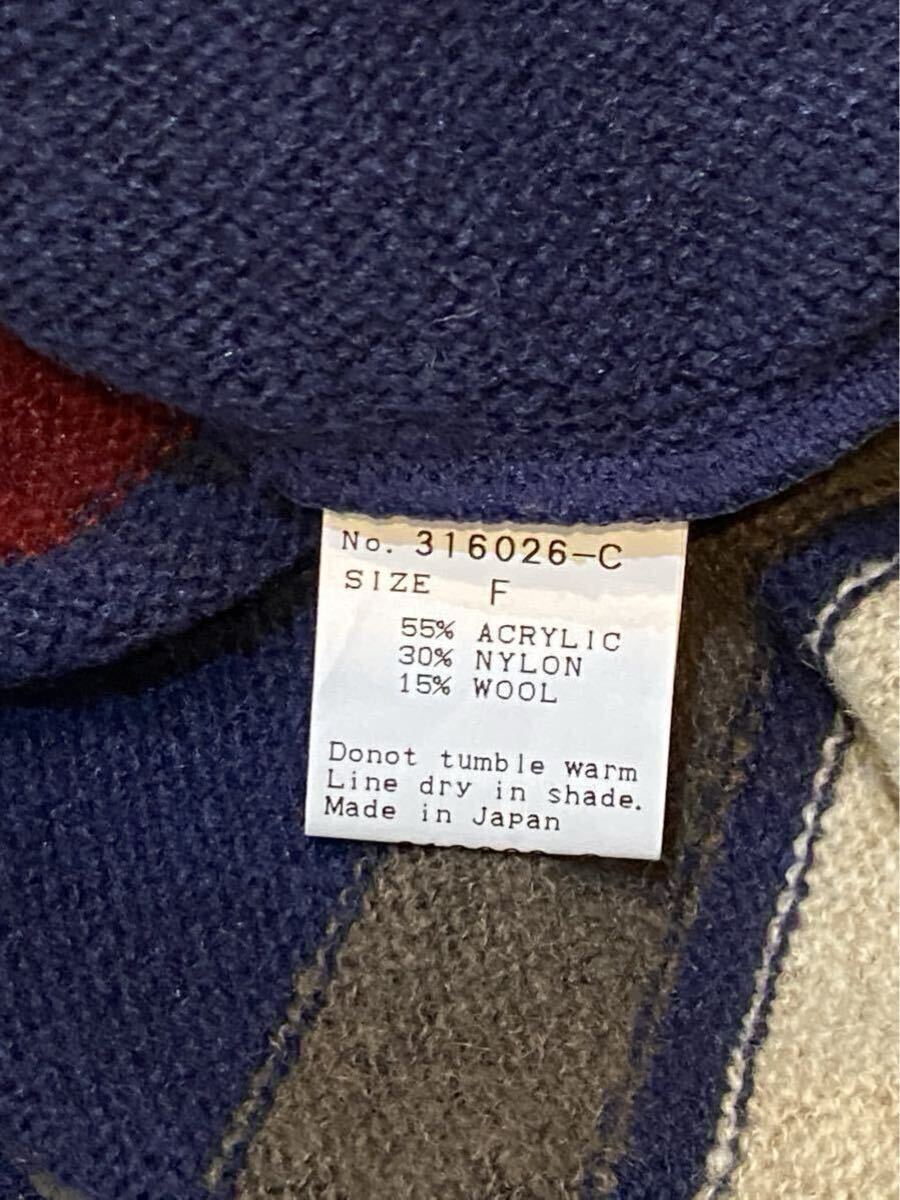 No. 316026-C
SIZE F
55% ACRYLIC
30% NYLON
15% WOOL
Donot tumble warm
Line dry in shade.
Made in Japan